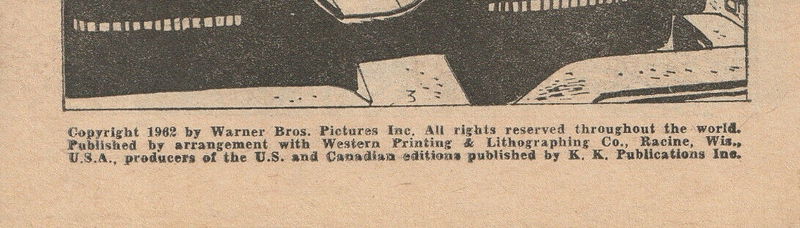 Copyright 1962 by Warner Bros. Pictures Inc. All rights reserved throughout the world.
Published by arrangement with Western Printing & Lithographing Co., Racine, Wis.,
U.S.A., producers of the U.S. and Canadian editions published by K. K. Publications Inc.